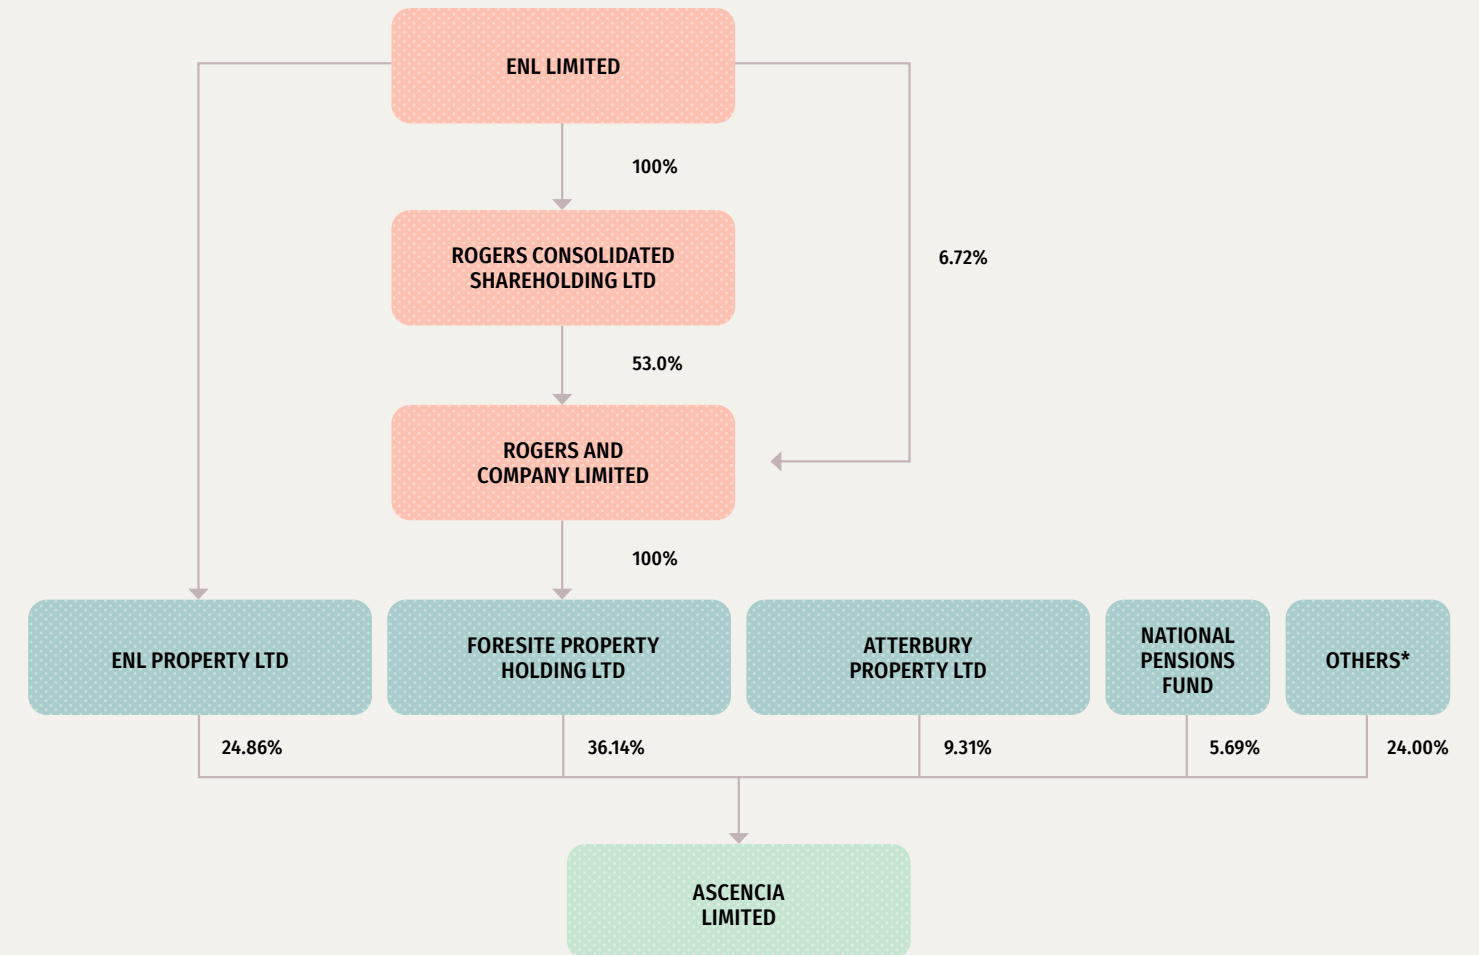 ENL LIMITED
100%
ROGERS CONSOLIDATED
SHAREHOLDING LTD
6.72%
53.0%
ROGERS AND
COMPANY LIMITED
100%
ENL PROPERTY LTD
FORESITE PROPERTY
HOLDING LTD
ATTERBURY
PROPERTY LTD
NATIONAL
PENSIONS
FUND
OTHERS*
24.86%
36.14%
9.31%
5.69%
24.00%
ASCENCIA
LIMITED